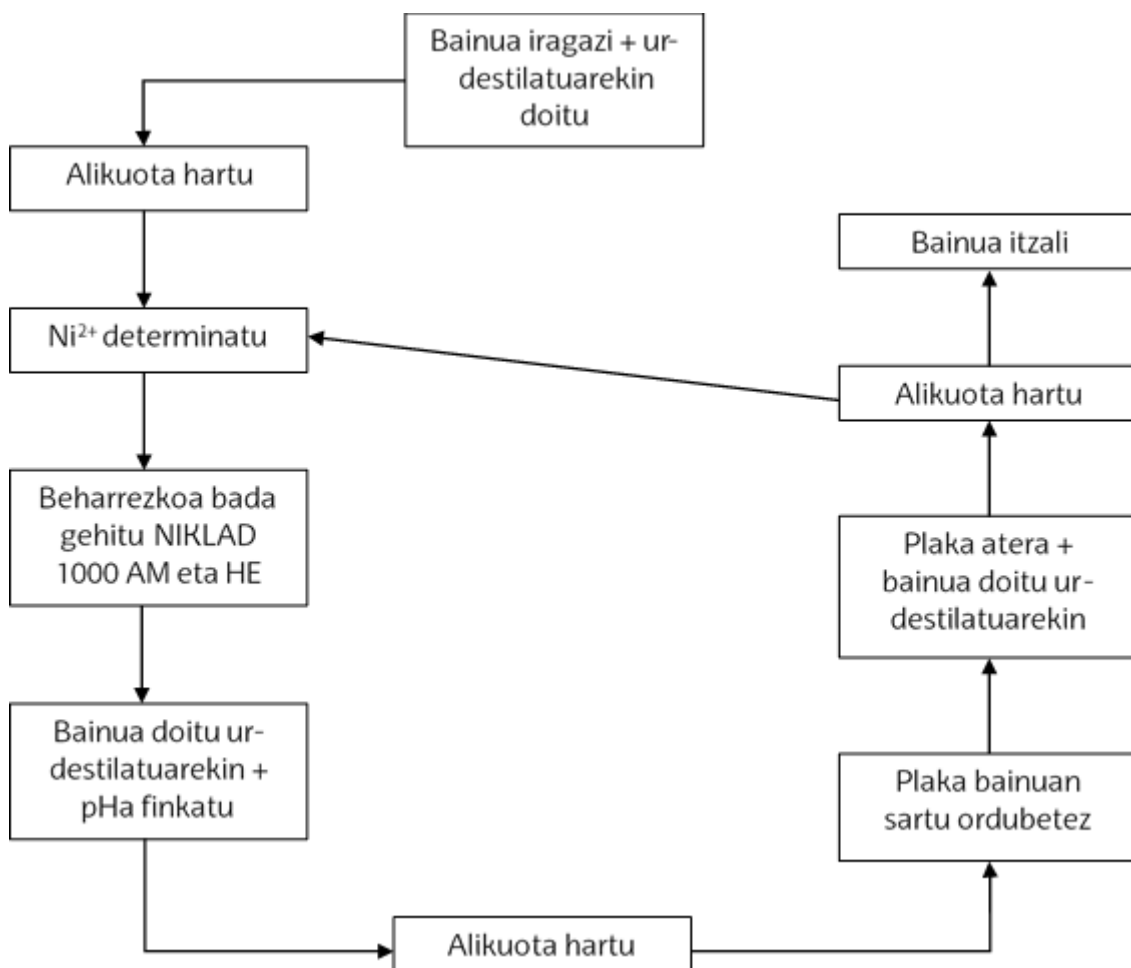 Bainua iragazi + ur-
destilatuarekin
doitu
Alikuota hartu
Ni²⁺ determinatu
Beharrezkoa bada
gehitu NIKLAD
1000 AM eta HE
Bainua doitu ur-
destilatuarekin +
pHa finkatu
Alikuota hartu
Plaka bainuan
sartu ordubetez
Plaka atera +
bainua doitu ur-
destilatuarekin
Alikuota hartu
Bainua itzali